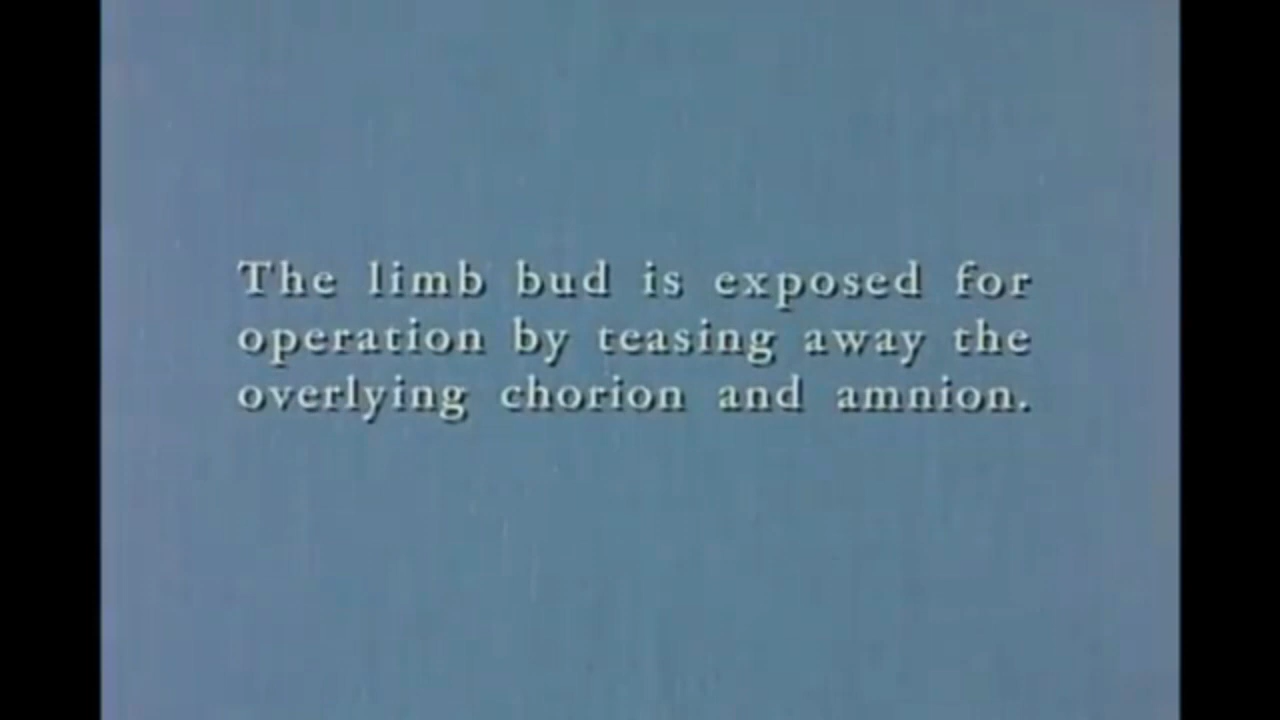 The limb bud is exposed for
operation by teasing away the
overlying chorion and amnion.